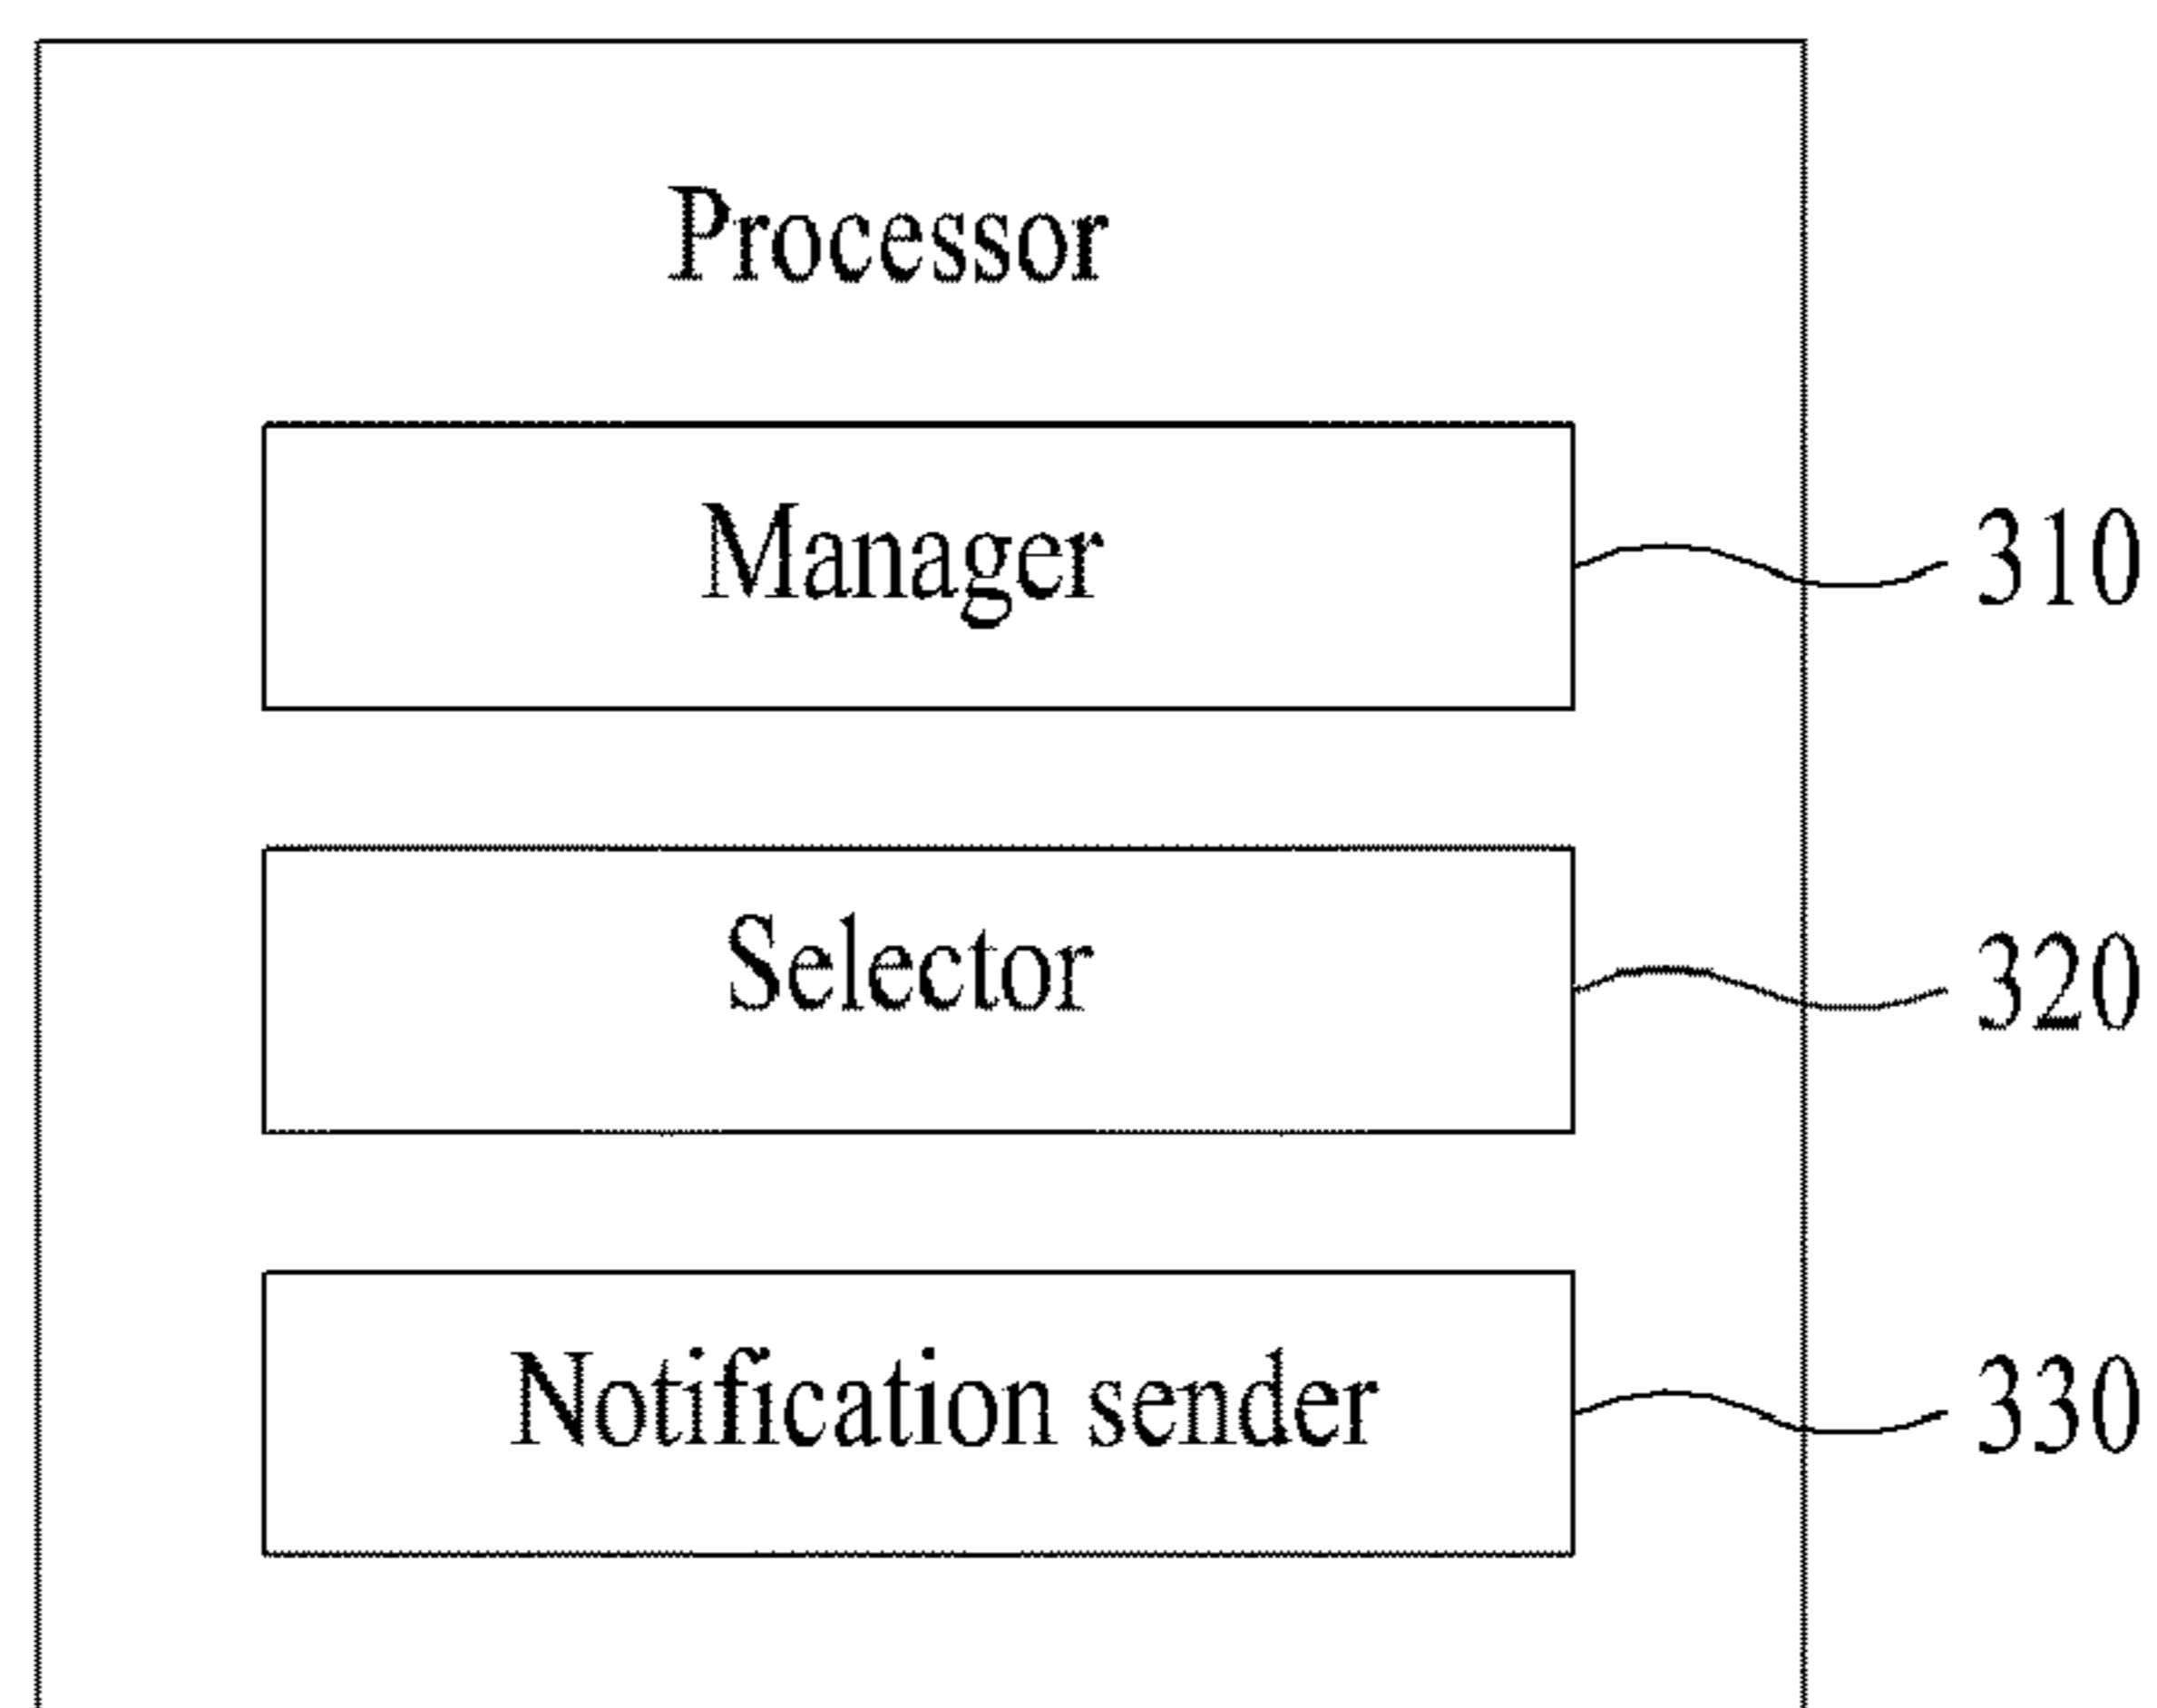 Processor
Manager
310
Selector
320
Notification sender
330